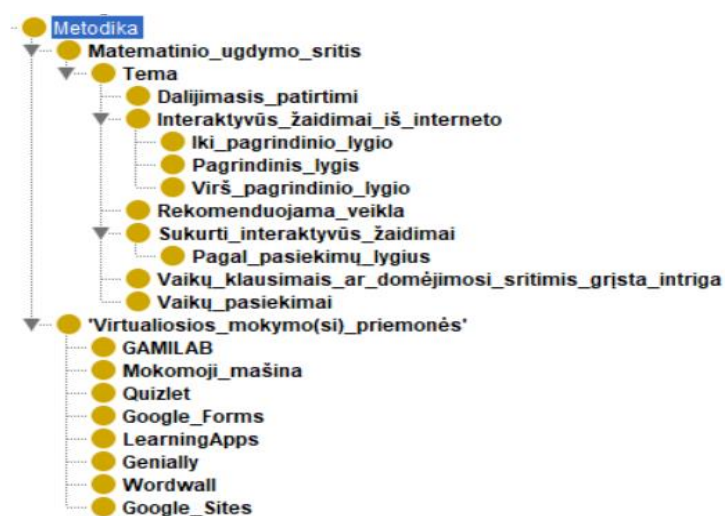 Metodika
Matematinio_ugdymo_sritis
Tema
Dalijimasis_patirtimi
Interaktyvūs_žaidimai_iš_interneto
Iki_pagrindinio_lygio
Pagrindinis_lygis
Virš_pagrindinio_lygio
Rekomenduojama_veikla
Sukurti_interaktyvūs_žaidimai
Pagal_pasiekimų_lygius
Vaikų_klausimais_ar_domėjimosi_sritimis_grįsta_intriga
Vaikų_pasiekimai
'Virtualiosios_mokymo(si)_priemonės'
GAMILAB
Mokomoji_mašina
Quizlet
Google_Forms
LearningApps
Genially
Wordwall
Google_Sites